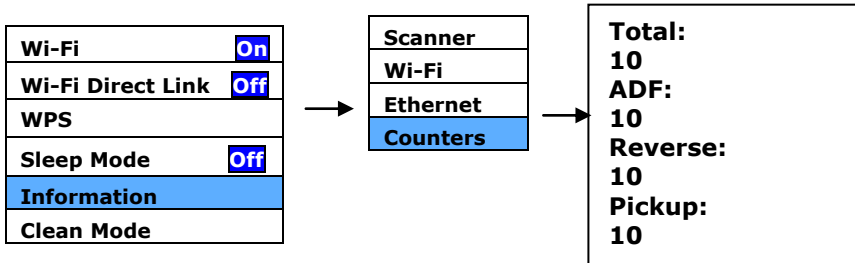 Wi-Fi On
Wi-Fi Direct Link Off
WPS
Sleep Mode Off
Information
Clean Mode
Scanner
Wi-Fi
Ethernet
Counters
Total:
10
ADF:
10
Reverse:
10
Pickup:
10